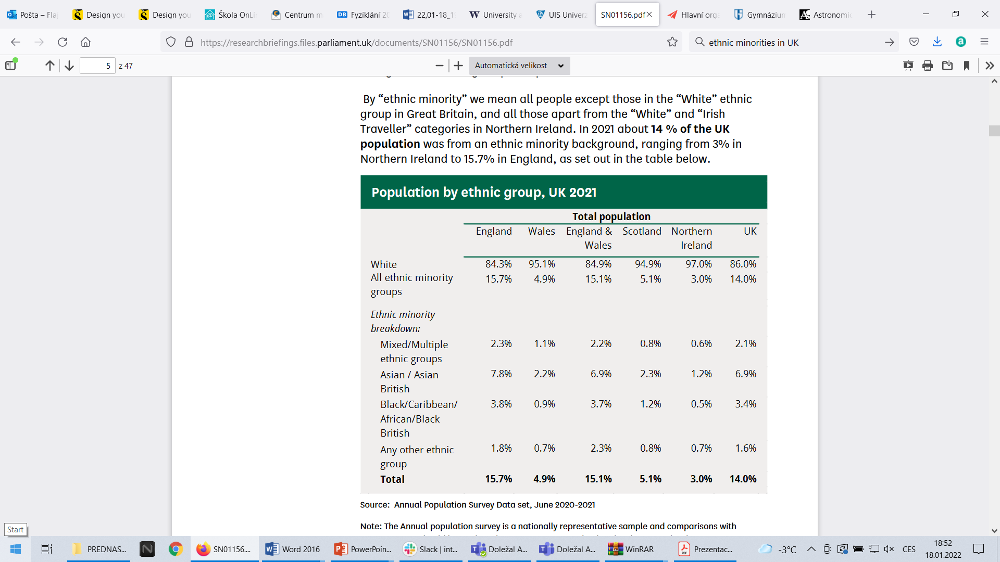 Pošta – Flaj
Design you
Design you
Škola OnLi
Centrum m
DB Fyziklání 20
22,01-18_1
University a
UIS Univerz
SN01156.pdf
Hlavní orga
Gymnázium
Astronomic
https://researchbriefings.files.parliament.uk/documents/SN01156/SN01156.pdf
ethnic minorities in UK
5 z 47
Automatická velikost
By “ethnic minority” we mean all people except those in the “White” ethnic
group in Great Britain, and all those apart from the “White” and “Irish
Traveller” categories in Northern Ireland. In 2021 about 14 % of the UK
population was from an ethnic minority background, ranging from 3% in
Northern Ireland to 15.7% in England, as set out in the table below.
Population by ethnic group, UK 2021
Total population
England Wales England & Scotland Northern UK
Wales Ireland
White 84.3% 95.1% 84.9% 94.9% 97.0% 86.0%
All ethnic minority 15.7% 4.9% 15.1% 5.1% 3.0% 14.0%
groups
Ethnic minority
breakdown:
Mixed/Multiple 2.3% 1.1% 2.2% 0.8% 0.6% 2.1%
ethnic groups
Asian / Asian 7.8% 2.2% 6.9% 2.3% 1.2% 6.9%
British
Black/Caribbean/ 3.8% 0.9% 3.7% 1.2% 0.5% 3.4%
African/Black
British
Any other ethnic 1.8% 0.7% 2.3% 0.8% 0.7% 1.6%
group
Total 15.7% 4.9% 15.1% 5.1% 3.0% 14.0%
Source: Annual Population Survey Data set, June 2020-2021
Note: The Annual population survey is a nationally representative sample and comparisons with
Start
PREDNAS...
SN01156....
Word 2016
PowerPoin...
Slack | int...
Doležal A...
Doležal A...
WinRAR
Prezentac...
-3°C
CES
18:52
18.01.2022